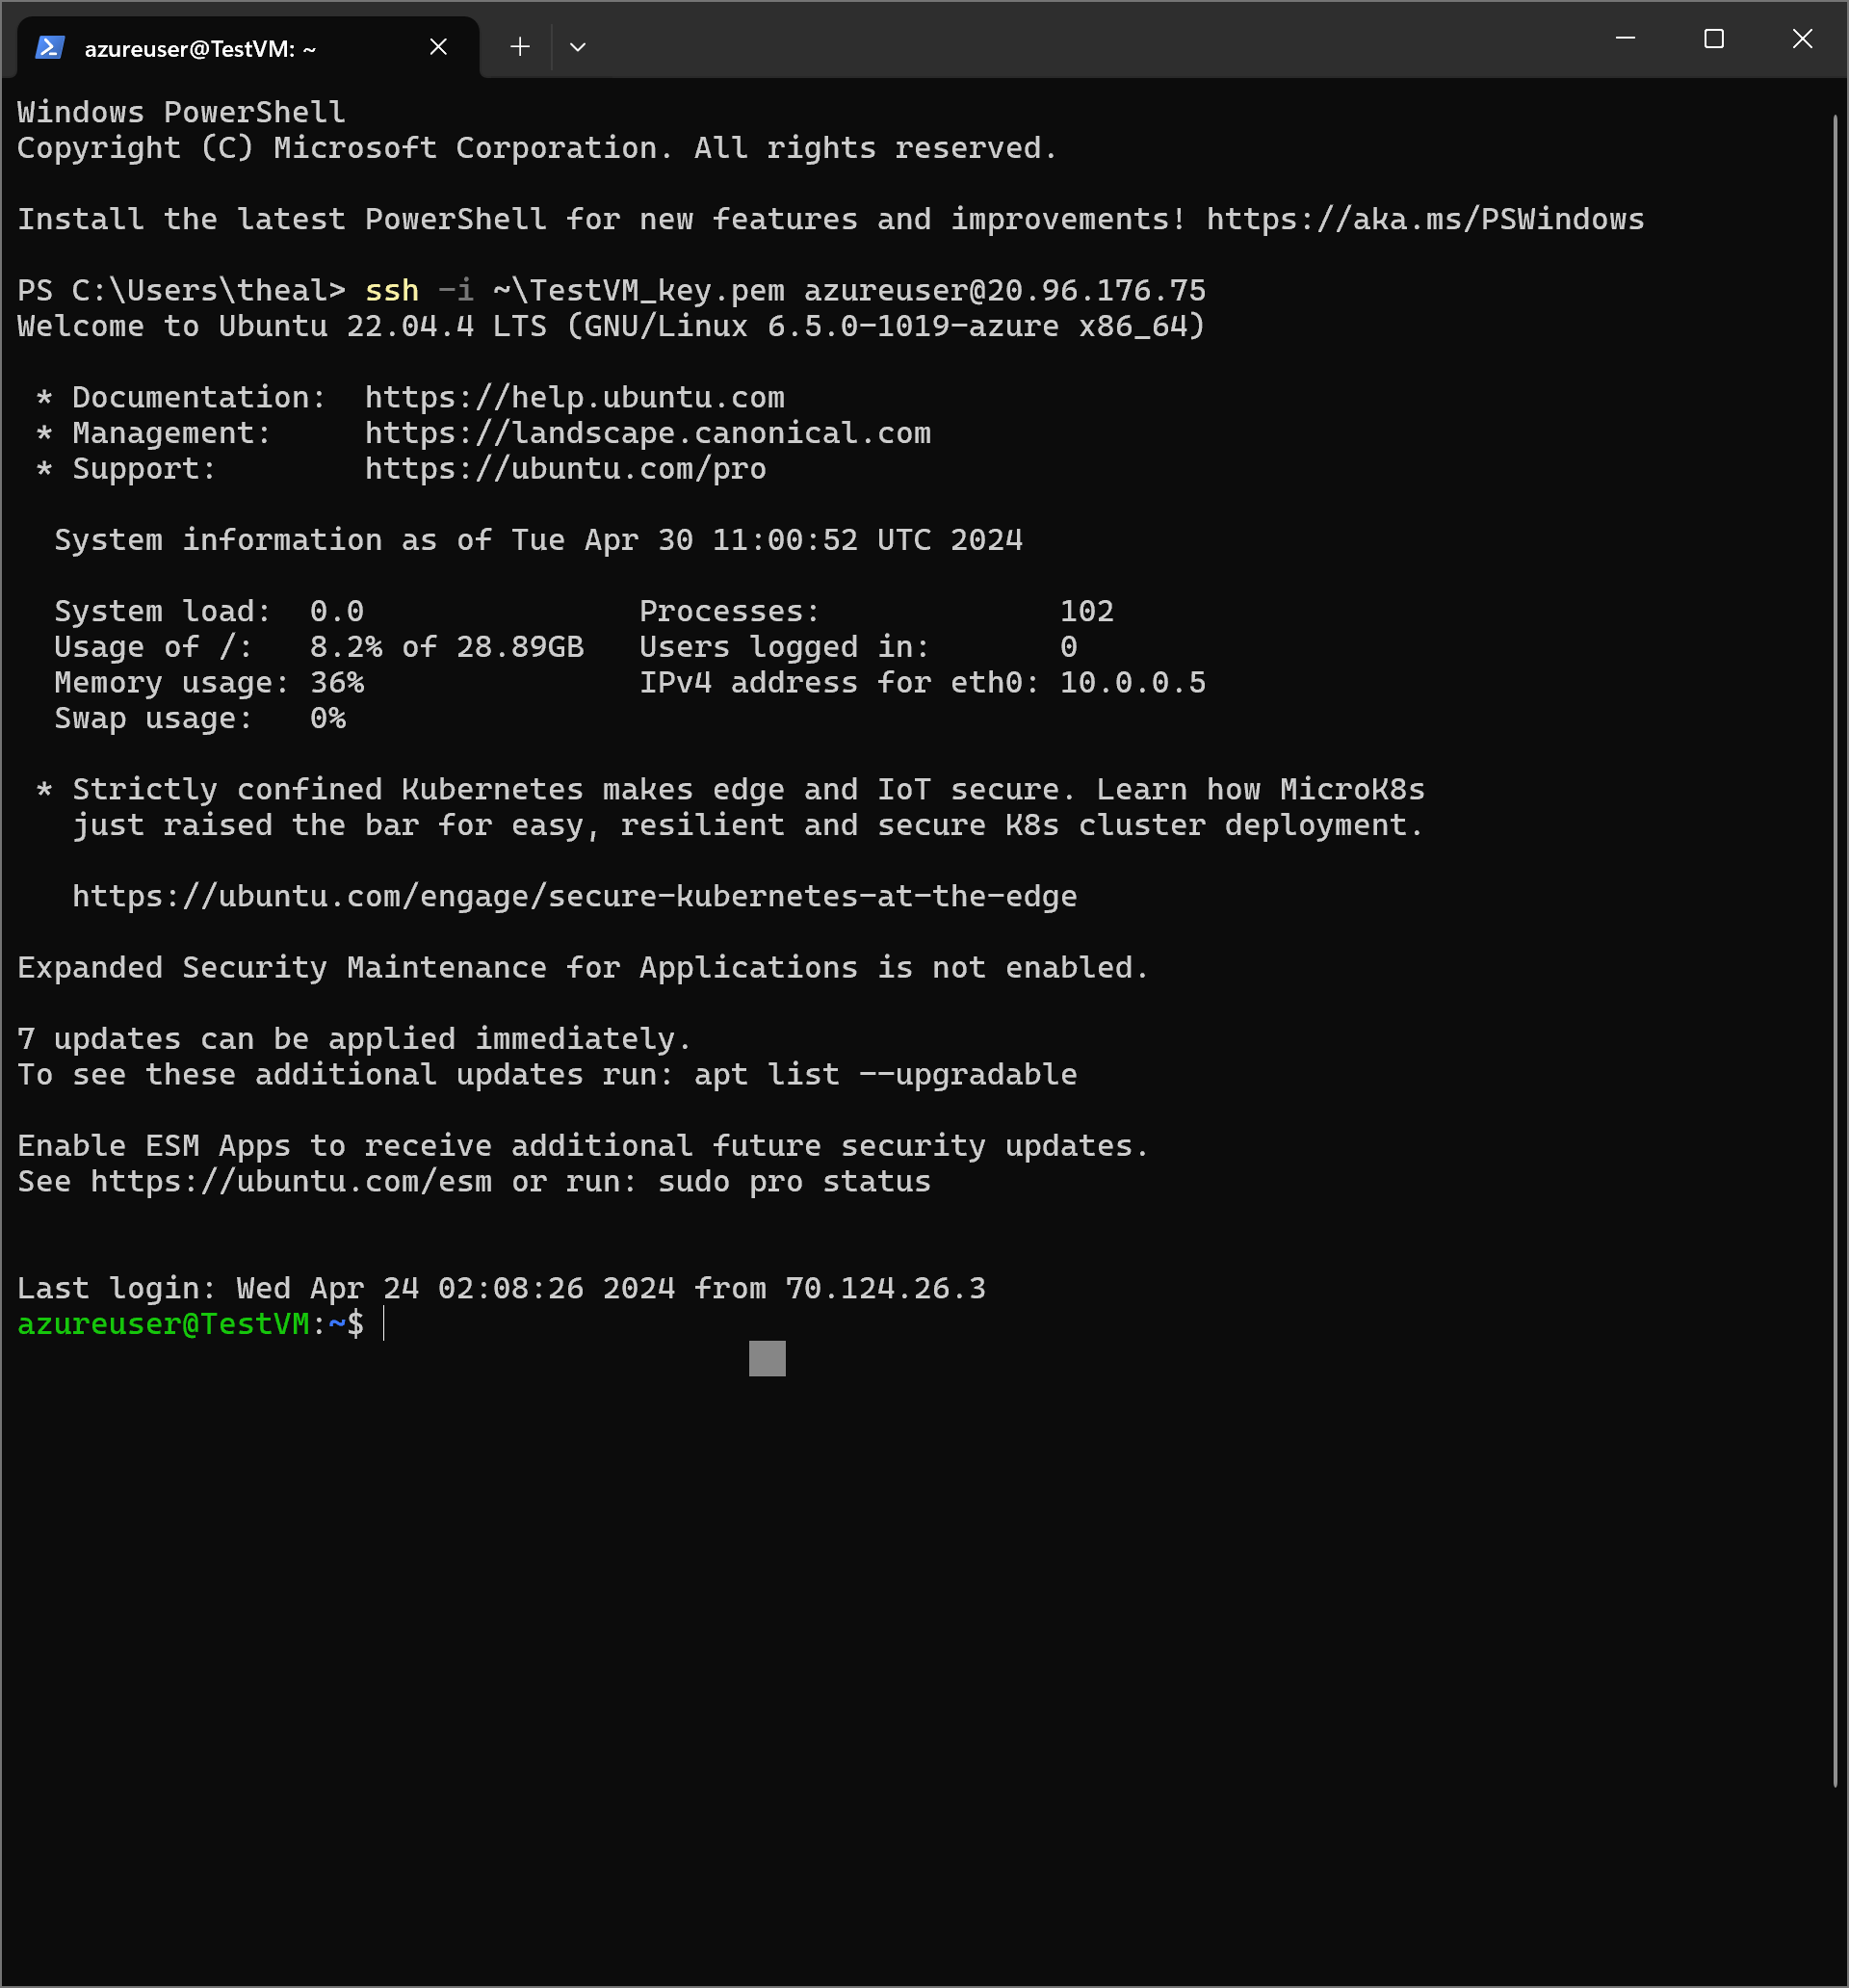 azureuser@TestVM: ~
Windows PowerShell
Copyright (C) Microsoft Corporation. All rights reserved.
Install the latest PowerShell for new features and improvements! https://aka.ms/PSWindows
PS C:\Users\theal> ssh -i ~\TestVM_key.pem azureuser@20.96.176.75
Welcome to Ubuntu 22.04.4 LTS (GNU/Linux 6.5.0-1019-azure x86_64)
* Documentation:  https://help.ubuntu.com
* Management:     https://landscape.canonical.com
* Support:        https://ubuntu.com/pro
System information as of Tue Apr 30 11:00:52 UTC 2024
System load:  0.0               Processes:             102
Usage of /:   8.2% of 28.89GB   Users logged in:       0
Memory usage: 36%               IPv4 address for eth0: 10.0.0.5
Swap usage:   0%
* Strictly confined Kubernetes makes edge and IoT secure. Learn how MicroK8s
just raised the bar for easy, resilient and secure K8s cluster deployment.
https://ubuntu.com/engage/secure-kubernetes-at-the-edge
Expanded Security Maintenance for Applications is not enabled.
7 updates can be applied immediately.
To see these additional updates run: apt list --upgradable
Enable ESM Apps to receive additional future security updates.
See https://ubuntu.com/esm or run: sudo pro status
Last login: Wed Apr 24 02:08:26 2024 from 70.124.26.3
azureuser@TestVM:~$